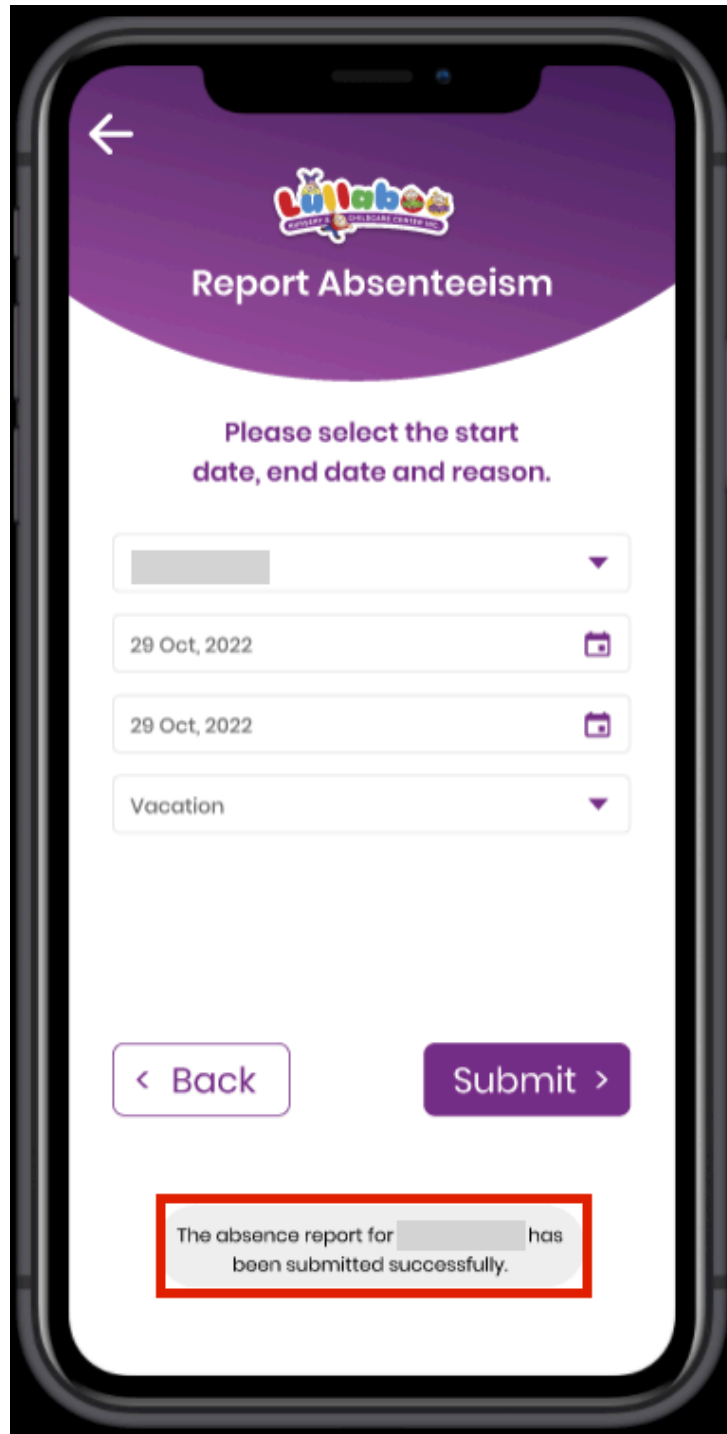 Lullaboo
NURSERY & CHILDCARE CENTER INC.
Report Absenteeism
Please select the start
date, end date and reason.
29 Oct, 2022
29 Oct, 2022
Vacation
< Back
Submit >
The absence report for has
been submitted successfully.